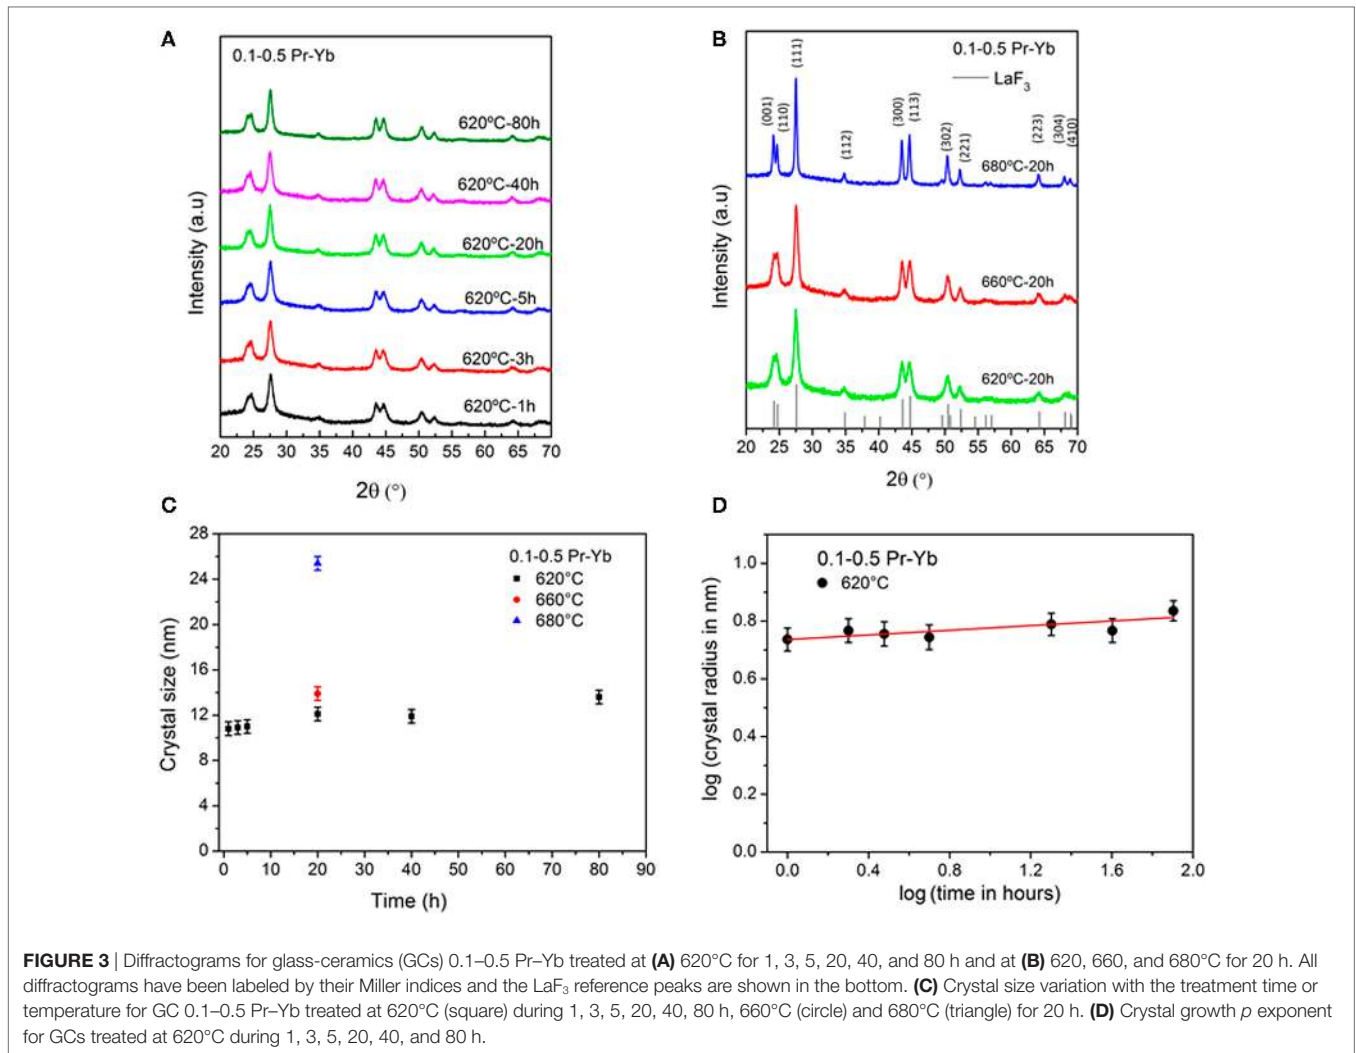 A
0.1-0.5 Pr-Yb
620ºC-80h
620ºC-40h
620ºC-20h
620ºC-5h
620ºC-3h
620ºC-1h
Intensity (a.u)
20 25 30 35 40 45 50 55 60 65 70
2θ (°)
B
0.1-0.5 Pr-Yb
LaF3
(001)
(110)
(111)
(112)
(300)
(113)
(302)
(221)
(223)
(304)
(410)
680ºC-20h
660ºC-20h
620ºC-20h
Intensity (a.u)
20 25 30 35 40 45 50 55 60 65 70
2θ (°)
C
28
24
20
16
12
8
4
0
Crystal size (nm)
0.1-0.5 Pr-Yb
620°C
660°C
680°C
0 10 20 30 40 50 60 70 80 90
Time (h)
D
1.0
0.8
0.6
0.4
0.2
0.0
log (crystal radius in nm)
0.1-0.5 Pr-Yb
620°C
0.0 0.4 0.8 1.2 1.6 2.0
log (time in hours)
FIGURE 3 | Diffractograms for glass-ceramics (GCs) 0.1–0.5 Pr–Yb treated at (A) 620°C for 1, 3, 5, 20, 40, and 80 h and at (B) 620, 660, and 680°C for 20 h. All
diffractograms have been labeled by their Miller indices and the LaF3 reference peaks are shown in the bottom. (C) Crystal size variation with the treatment time or
temperature for GC 0.1–0.5 Pr–Yb treated at 620°C (square) during 1, 3, 5, 20, 40, 80 h, 660°C (circle) and 680°C (triangle) for 20 h. (D) Crystal growth p exponent
for GCs treated at 620°C during 1, 3, 5, 20, 40, and 80 h.